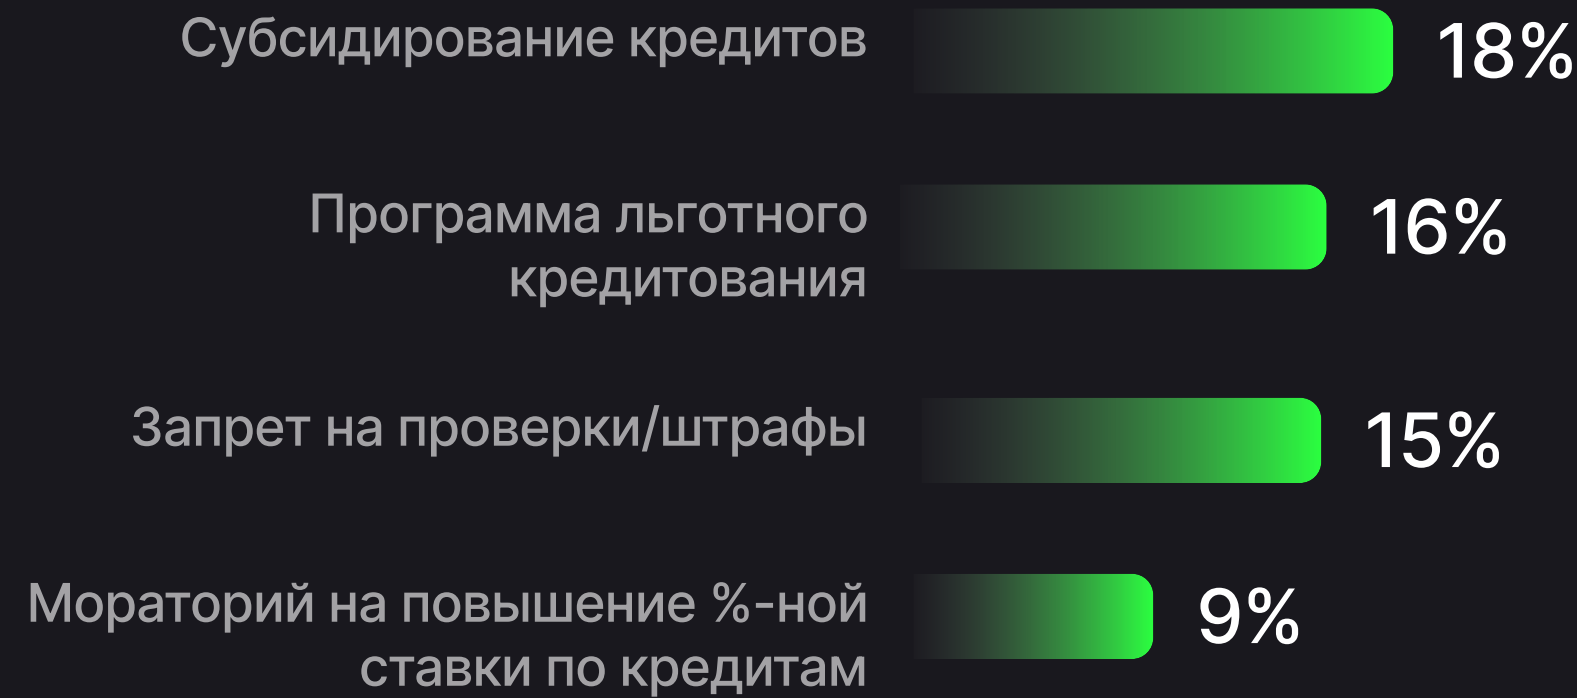 Субсидирование кредитов 18%
Программа льготного
кредитования 16%
Запрет на проверки/штрафы 15%
Мораторий на повышение %-ной
ставки по кредитам 9%